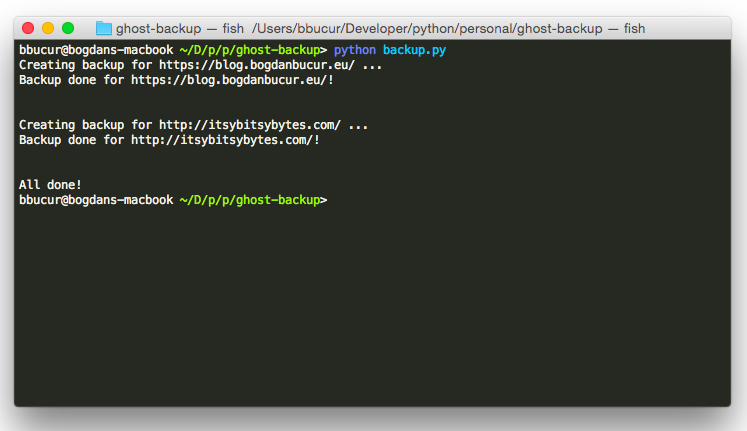 ghost-backup — fish /Users/bbucur/Developer/python/personal/ghost-backup — fish
bbucur@bogdans-macbook ~/D/p/p/ghost-backup> python backup.py
Creating backup for https://blog.bogdanbucur.eu/ ...
Backup done for https://blog.bogdanbucur.eu/!
Creating backup for http://itsybitsybytes.com/ ...
Backup done for http://itsybitsybytes.com/!
All done!
bbucur@bogdans-macbook ~/D/p/p/ghost-backup>